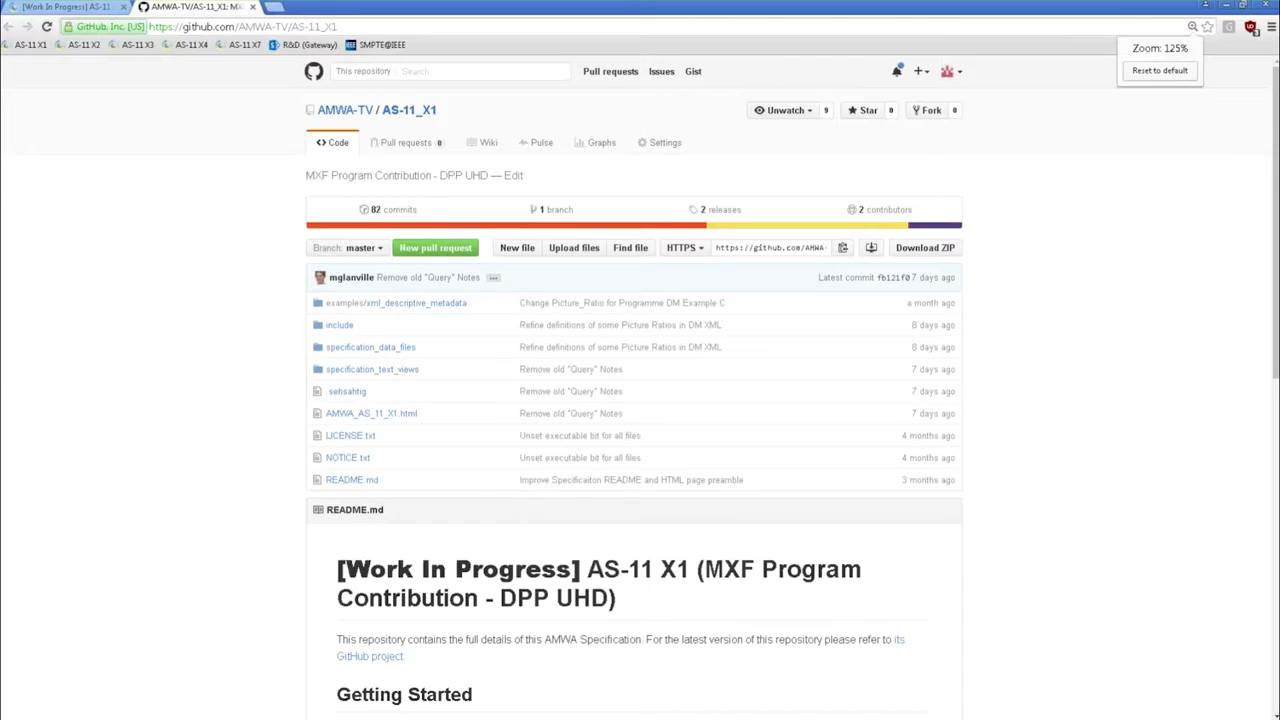 [Work In Progress] AS-11
AMWA-TV/AS-11_X1: MX
GitHub, Inc. [US] https://github.com/AMWA-TV/AS-11_X1
AS-11 X1 AS-11 X2 AS-11 X3 AS-11 X4 AS-11 X7 R&D (Gateway) SMPTE@IEEE
Zoom: 125%
Reset to default
This repository Search Pull requests Issues Gist
AMWA-TV / AS-11_X1 Unwatch 9 Star 0 Fork 0
Code Pull requests 0 Wiki Pulse Graphs Settings
MXF Program Contribution - DPP UHD — Edit
82 commits 1 branch 2 releases 2 contributors
Branch: master New pull request New file Upload files Find file HTTPS https://github.com/AMWA- Download ZIP
mglanville Remove old "Query" Notes ... Latest commit fb121f0 7 days ago
examples/xml_descriptive_metadata Change Picture_Ratio for Programme DM Example C a month ago
include Refine definitions of some Picture Ratios in DM XML 8 days ago
specification_data_files Refine definitions of some Picture Ratios in DM XML 8 days ago
specification_text_views Remove old "Query" Notes 7 days ago
.sehsahtig Remove old "Query" Notes 7 days ago
AMWA_AS_11_X1.html Remove old "Query" Notes 7 days ago
LICENSE.txt Unset executable bit for all files 4 months ago
NOTICE.txt Unset executable bit for all files 4 months ago
README.md Improve Specificaiton README and HTML page preamble 3 months ago
README.md
[Work In Progress] AS-11 X1 (MXF Program
Contribution - DPP UHD)
This repository contains the full details of this AMWA Specification. For the latest version of this repository please refer to its
GitHub project.
Getting Started